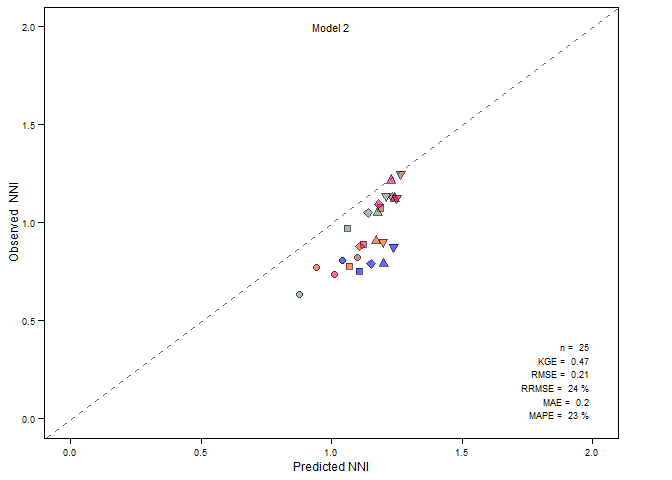 Model 2
2.0
1.5
1.0
0.5
0.0
Observed NNI
n = 25
KGE = 0.47
RMSE = 0.21
RRMSE = 24 %
MAE = 0.2
MAPE = 23 %
0.0 0.5 1.0 1.5 2.0
Predicted NNI